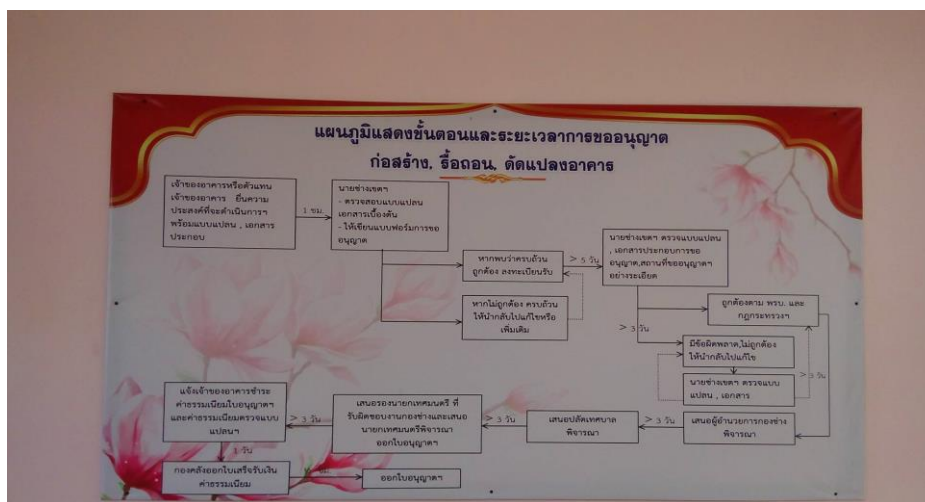 แผนภูมิแสดงขั้นตอนและระยะเวลาการขออนุญาต
ก่อสร้าง, รื้อถอน, ดัดแปลงอาคาร
เจ้าของอาคารหรือตัวแทน
เจ้าของอาคาร ยื่นความ
ประสงค์ที่จะดำเนินการฯ
พร้อมแบบแปลน , เอกสาร
ประกอบ
1 ชม.
นายช่างเขตฯ
- ตรวจสอบแบบแปลน
เอกสารเบื้องต้น
- ให้เขียนแบบฟอร์มการขอ
อนุญาต
หากพบว่าครบถ้วน
ถูกต้อง ลงทะเบียนรับ
> 5 วัน
หากไม่ถูกต้อง ครบถ้วน
ให้นำกลับไปแก้ไขหรือ
เพิ่มเติม
นายช่างเขตฯ ตรวจแบบแปลน
, เอกสารประกอบการขอ
อนุญาต,สถานที่ขออนุญาตฯ
อย่างระเอียด
> 3 วัน
ถูกต้องตาม พรบ. และ
กฎกระทรวงฯ
มีข้อผิดพลาด,ไม่ถูกต้อง
ให้นำกลับไปแก้ไข
> 3 วัน
นายช่างเขตฯ ตรวจแบบ
แปลน , เอกสาร
เสนอผู้อำนวยการกองช่าง
พิจารณา
> 3 วัน
เสนอปลัดเทศบาล
พิจารณา
> 3 วัน
เสนอรองนายกเทศมนตรี ที่
รับผิดชอบงานกองช่างและเสนอ
นายกเทศมนตรีพิจารณา
ออกใบอนุญาตฯ
> 3 วัน
แจ้งเจ้าของอาคารชำระ
ค่าธรรมเนียมใบอนุญาตฯ
และค่าธรรมเนียมตรวจแบบ
แปลนฯ
วัน
กองคลังออกใบเสร็จรับเงิน
ค่าธรรมเนียม
ออกใบอนุญาตฯ